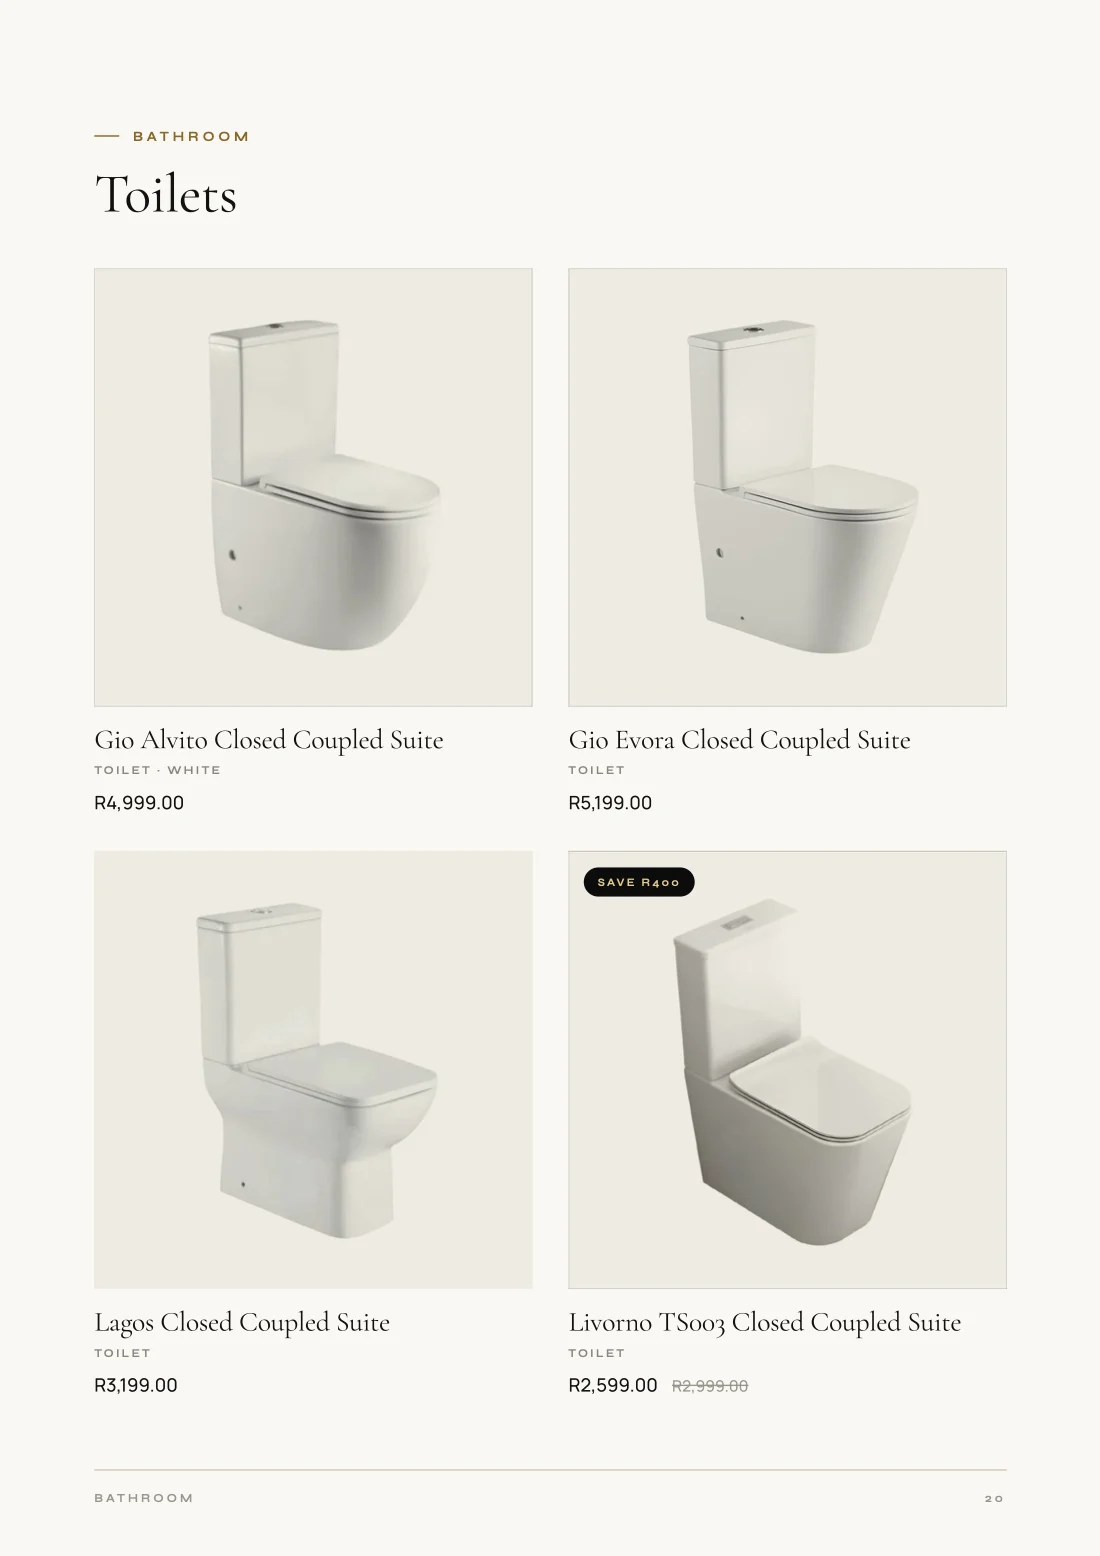 BATHROOM
Toilets
Gio Alvito Closed Coupled Suite
TOILET · WHITE
R4,999.00
Gio Evora Closed Coupled Suite
TOILET
R5,199.00
SAVE R400
Lagos Closed Coupled Suite
TOILET
R3,199.00
Livorno TS003 Closed Coupled Suite
TOILET
R2,599.00 R2,999.00
BATHROOM 20